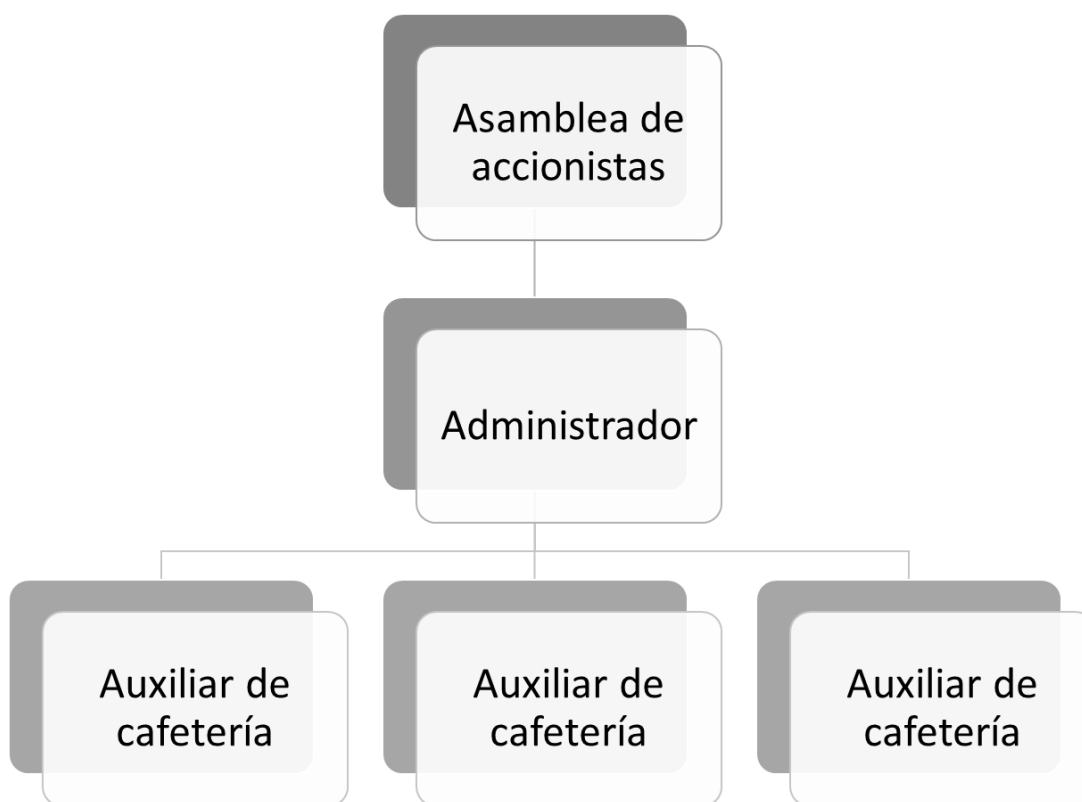 Asamblea de
accionistas
Administrador
Auxiliar de
cafetería
Auxiliar de
cafetería
Auxiliar de
cafetería